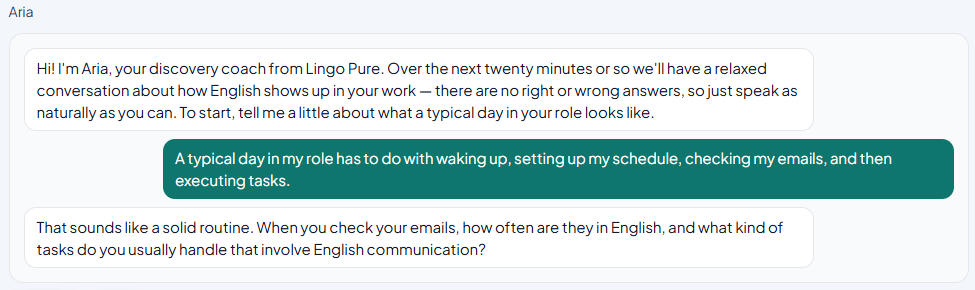 Aria
Hi! I'm Aria, your discovery coach from Lingo Pure. Over the next twenty minutes or so we'll have a relaxed
conversation about how English shows up in your work — there are no right or wrong answers, so just speak as
naturally as you can. To start, tell me a little about what a typical day in your role looks like.
A typical day in my role has to do with waking up, setting up my schedule, checking my emails, and then
executing tasks.
That sounds like a solid routine. When you check your emails, how often are they in English, and what kind of
tasks do you usually handle that involve English communication?